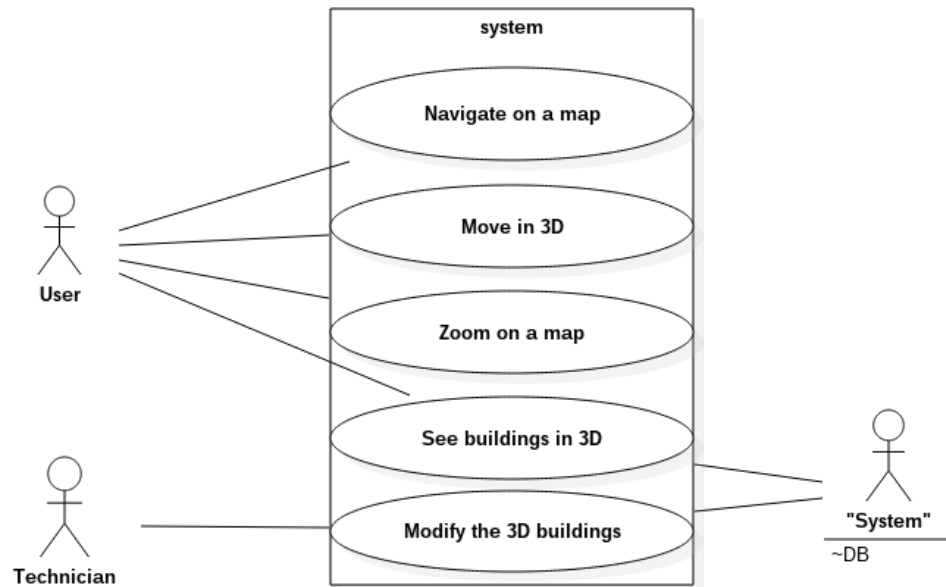 system
Navigate on a map
Move in 3D
User
Zoom on a map
See buildings in 3D
"System"
~DB
Modify the 3D buildings
Technician